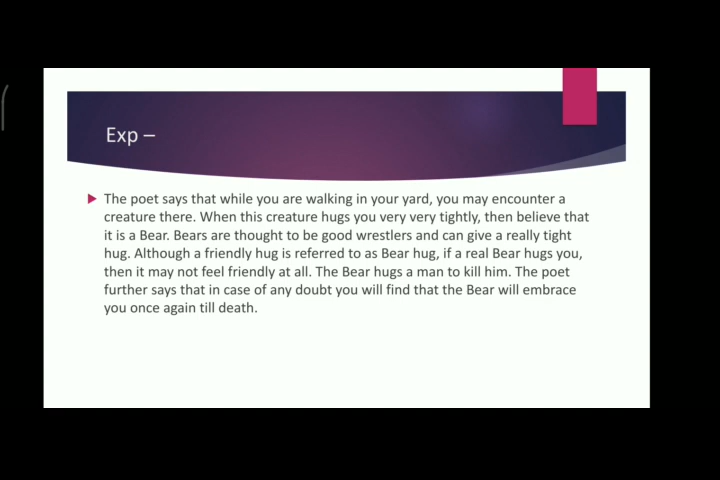 Exp –
The poet says that while you are walking in your yard, you may encounter a
creature there. When this creature hugs you very very tightly, then believe that
it is a Bear. Bears are thought to be good wrestlers and can give a really tight
hug. Although a friendly hug is referred to as Bear hug, if a real Bear hugs you,
then it may not feel friendly at all. The Bear hugs a man to kill him. The poet
further says that in case of any doubt you will find that the Bear will embrace
you once again till death.